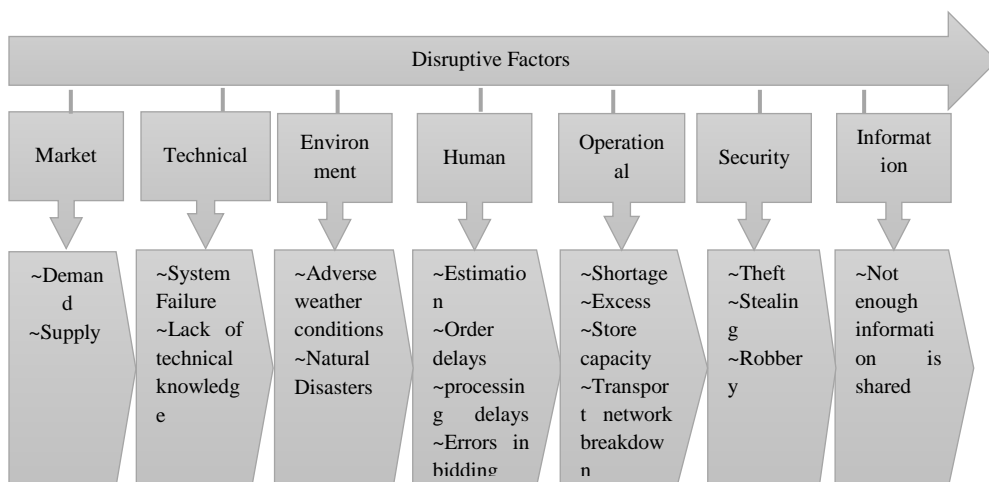 Disruptive Factors
Market
Technical
Environ
ment
Human
Operation
al
Security
Informat
ion
~Deman
d
~Supply
~System
Failure
~Lack of
technical
knowledg
e
~Adverse
weather
conditions
~Natural
Disasters
~Estimatio
n
~Order
delays
~processin
g delays
~Errors in
bidding
~Shortage
~Excess
~Store
capacity
~Transpor
t network
breakdow
n
~Theft
~Stealin
g
~Robber
y
~Not
enough
informati
on is
shared